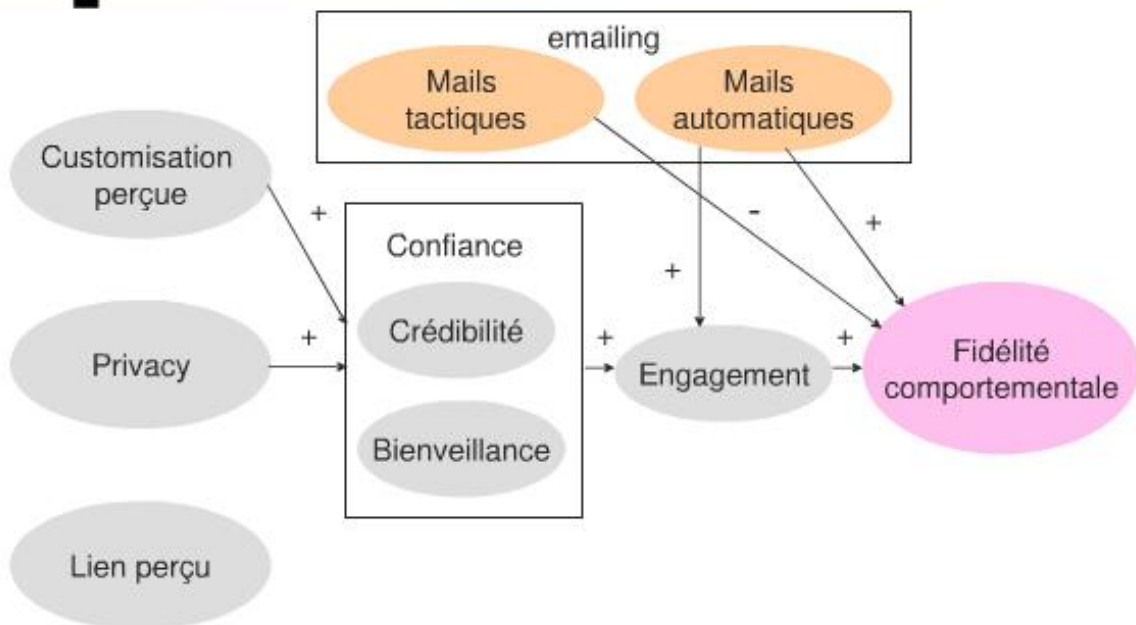 emailing
Mails
tactiques
Mails
automatiques
Customisation
perçue
+
-
+
Confiance
+
Crédibilité
Privacy
+
+
Engagement
+
Fidélité
comportementale
Bienveillance
Lien perçu